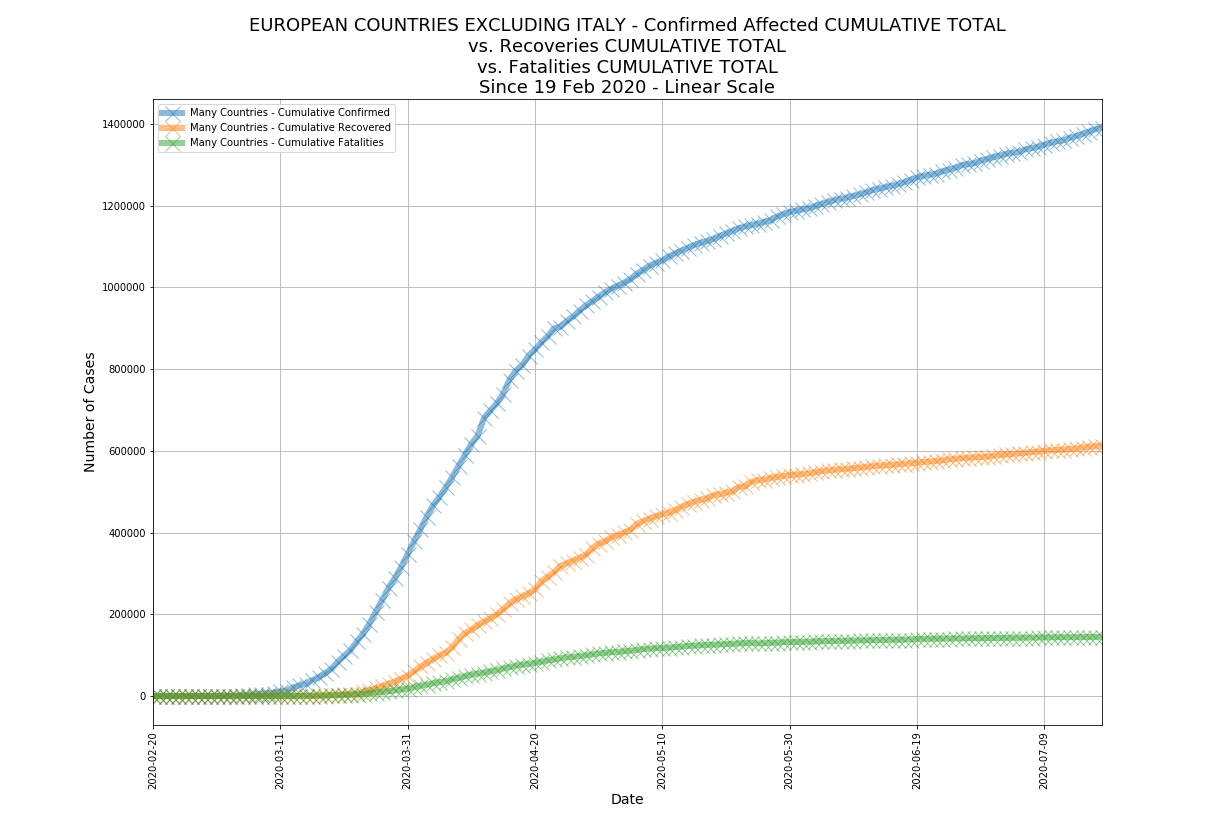 EUROPEAN COUNTRIES EXCLUDING ITALY - Confirmed Affected CUMULATIVE TOTAL
vs. Recoveries CUMULATIVE TOTAL
vs. Fatalities CUMULATIVE TOTAL
Since 19 Feb 2020 - Linear Scale
Many Countries - Cumulative Confirmed
Many Countries - Cumulative Recovered
Many Countries - Cumulative Fatalities
1400000
1200000
1000000
800000
600000
400000
200000
0
Number of Cases
2020-02-20
2020-03-11
2020-03-31
2020-04-20
2020-05-10
2020-05-30
2020-06-19
2020-07-09
Date